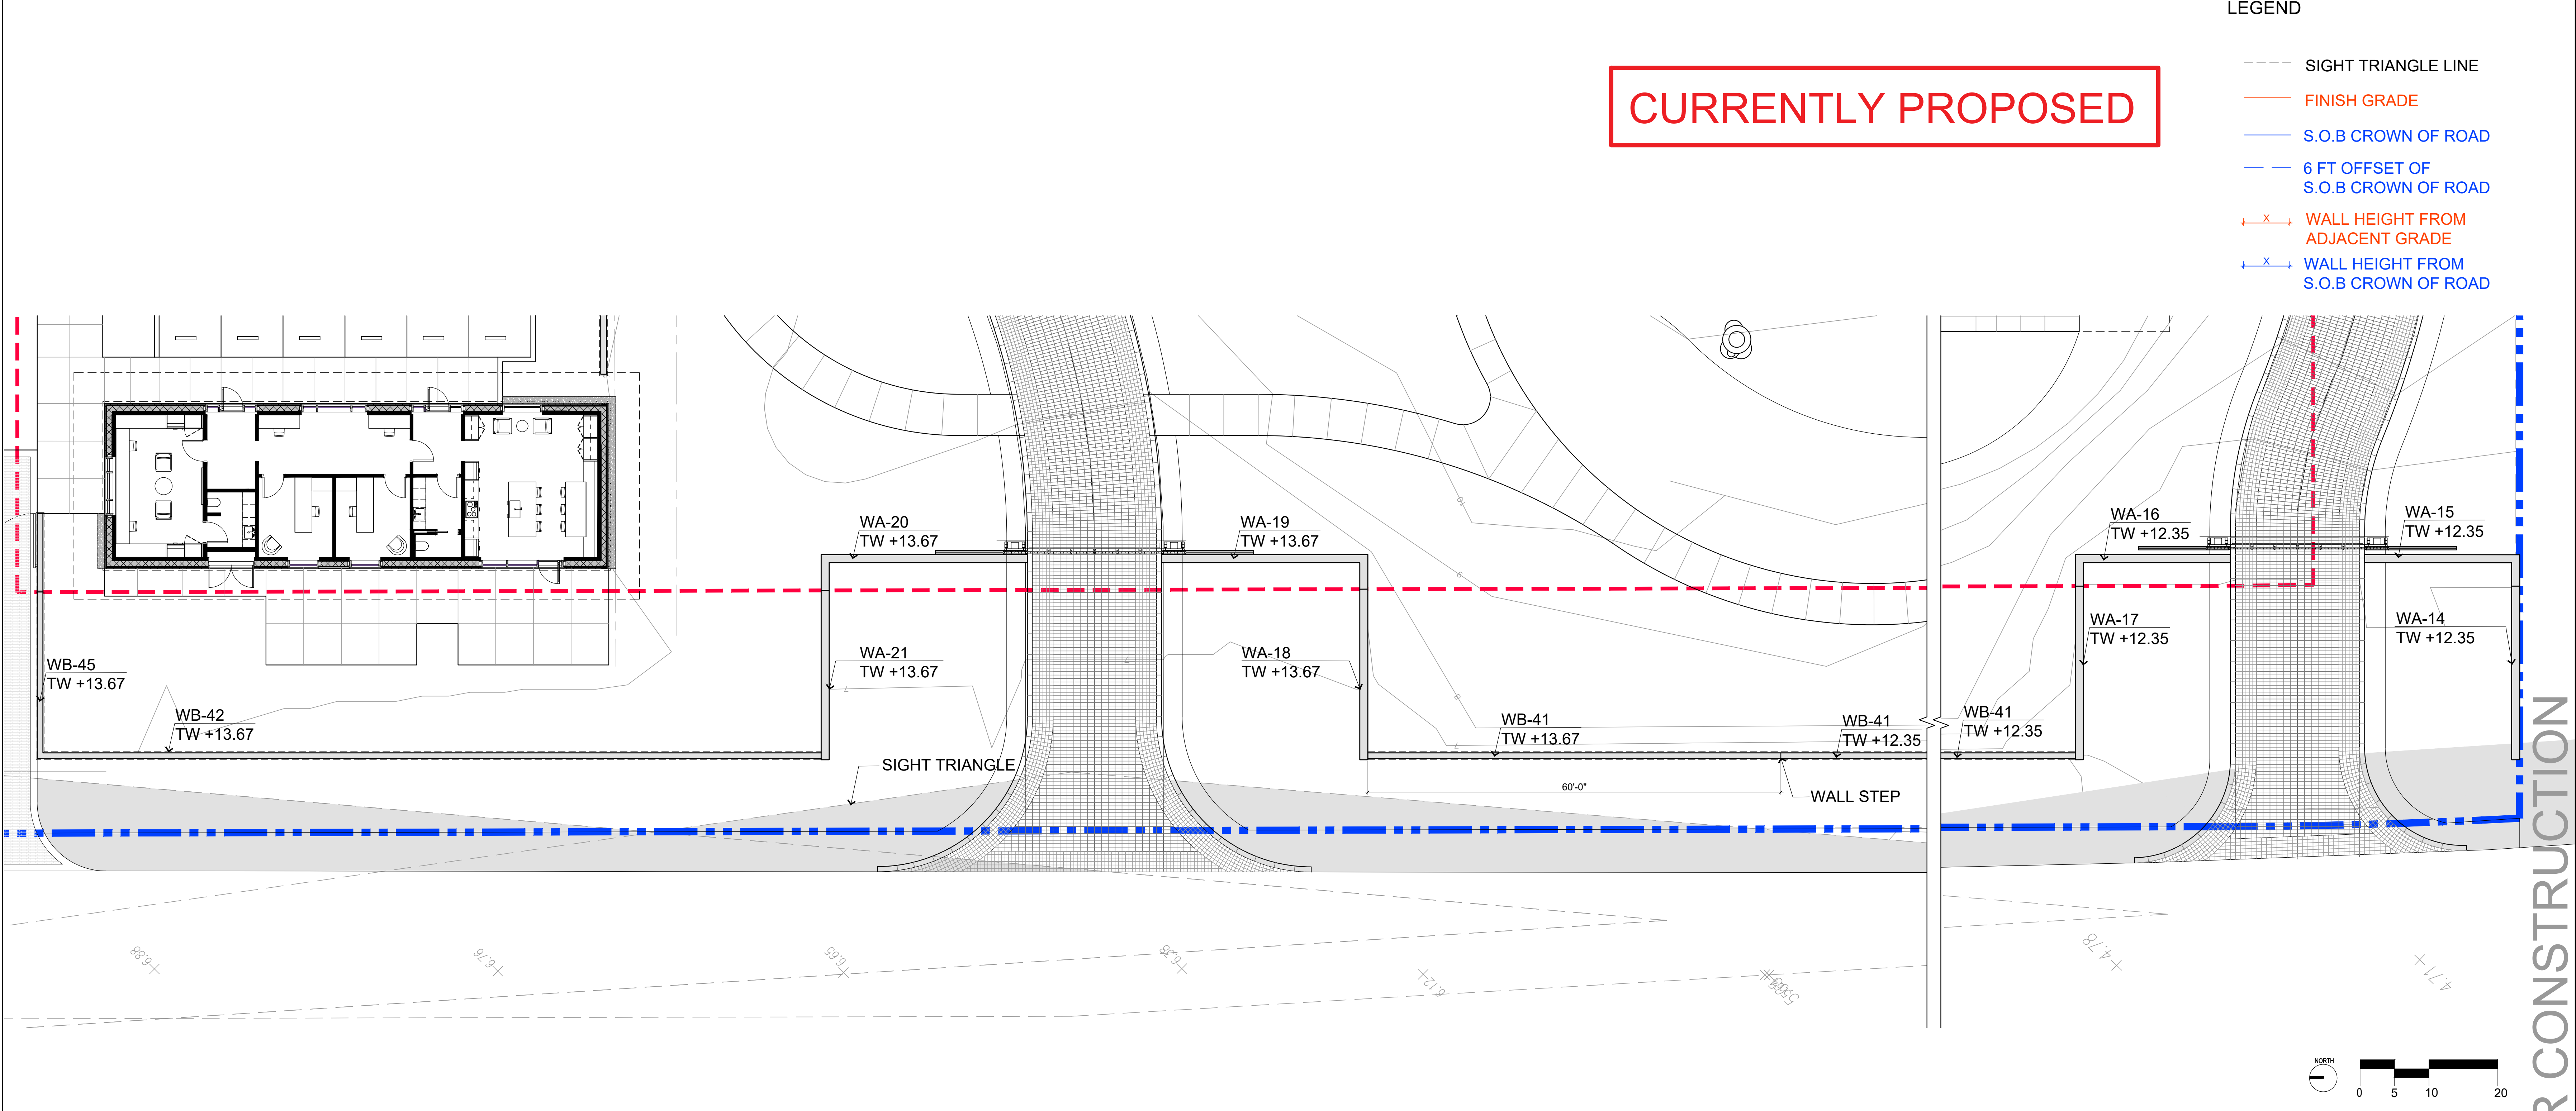 LEGEND
SIGHT TRIANGLE LINE
FINISH GRADE
S.O.B CROWN OF ROAD
6 FT OFFSET OF
S.O.B CROWN OF ROAD
X WALL HEIGHT FROM
ADJACENT GRADE
X WALL HEIGHT FROM
S.O.B CROWN OF ROAD
CURRENTLY PROPOSED
WA-20
TW +13.67
WA-19
TW +13.67
WA-16
TW +12.35
WA-15
TW +12.35
WB-45
TW +13.67
WA-21
TW +13.67
WA-18
TW +13.67
WA-17
TW +12.35
WA-14
TW +12.35
WB-42
TW +13.67
WB-41
TW +13.67
WB-41
TW +12.35
WB-41
TW +12.35
SIGHT TRIANGLE
60'-0"
WALL STEP
10
9
8
7
7
7
6.88
6.76
6.65
6.12
4.78
4.71
NORTH
0 5 10 20
R CONSTRUCTION